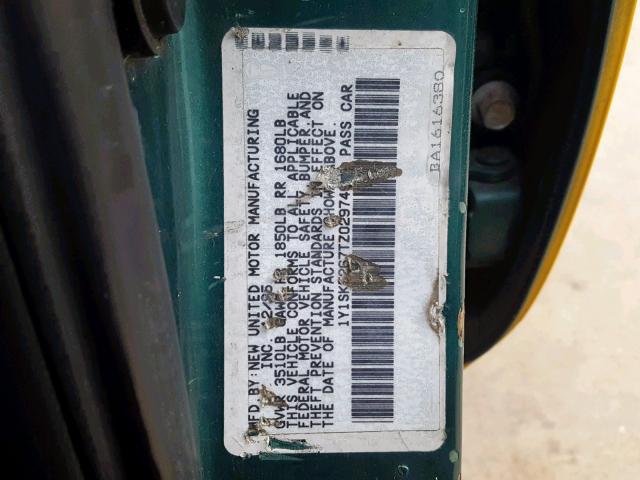 MFD BY:NEW UNITED MOTOR MANUFACTURING
INC. 2/95
3510LB 1850LB RR 1680LB
THIS VEHICLE CONFORMS TO ALL APPLICABLE
FEDERAL MOTOR VEHICLE SAFETY BUMPER,AND
THEFT PREVENTION STANDARDS IN EFFECT ON
THE DATE OF MANUFACTURE SHOWN ABOVE.
PASS CAR
BA1616380